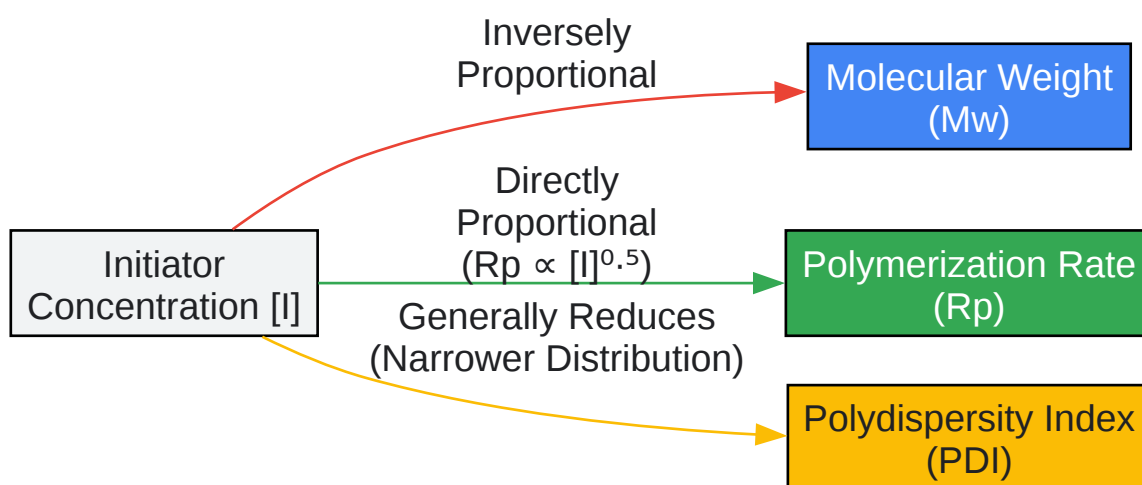 Inversely
Proportional
Molecular Weight
(Mw)
Directly
Proportional
(Rp ∝ [I]⁰·⁵)
Initiator
Concentration [I]
Polymerization Rate
(Rp)
Generally Reduces
(Narrower Distribution)
Polydispersity Index
(PDI)